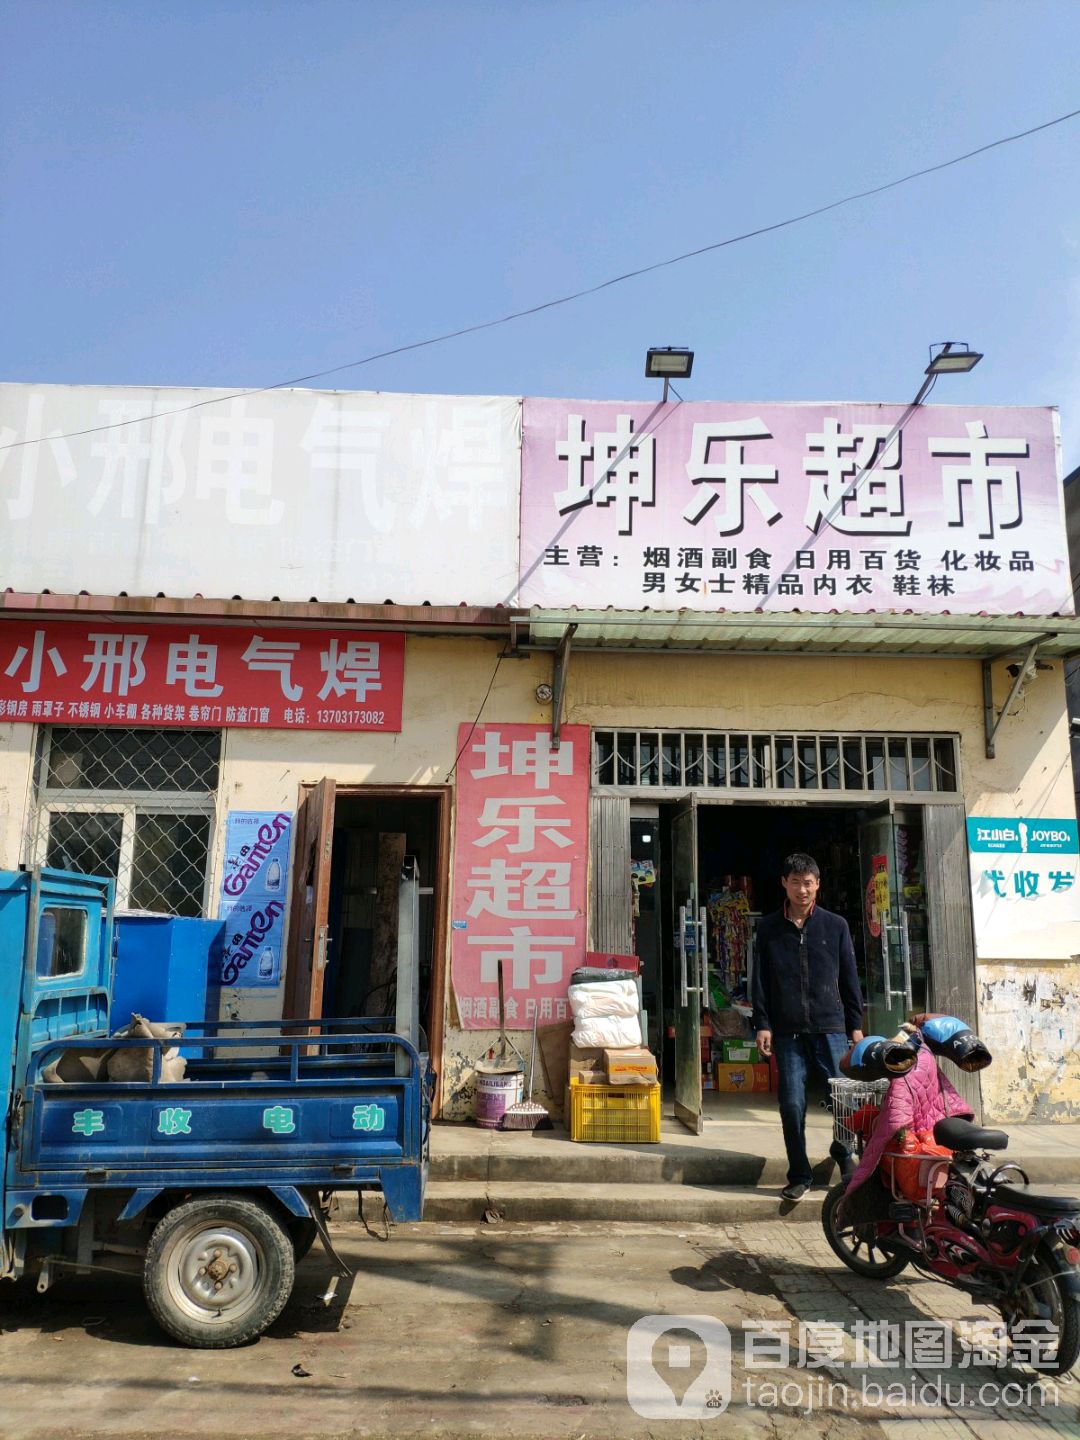 小邢电气焊
坤乐超市
主营：烟酒副食 日用百货 化妆品
男女士精品内衣 鞋袜
小邢电气焊
彩钢房 雨罩子 不锈钢 小车棚 各种货架 卷帘门 防盗门窗 电话：13703173082
坤乐超市
烟酒副食 日用百
Ganten
Ganten
江小白 JOYBO
代收发
丰收电动
百度地图淘金
taojin.baidu.com